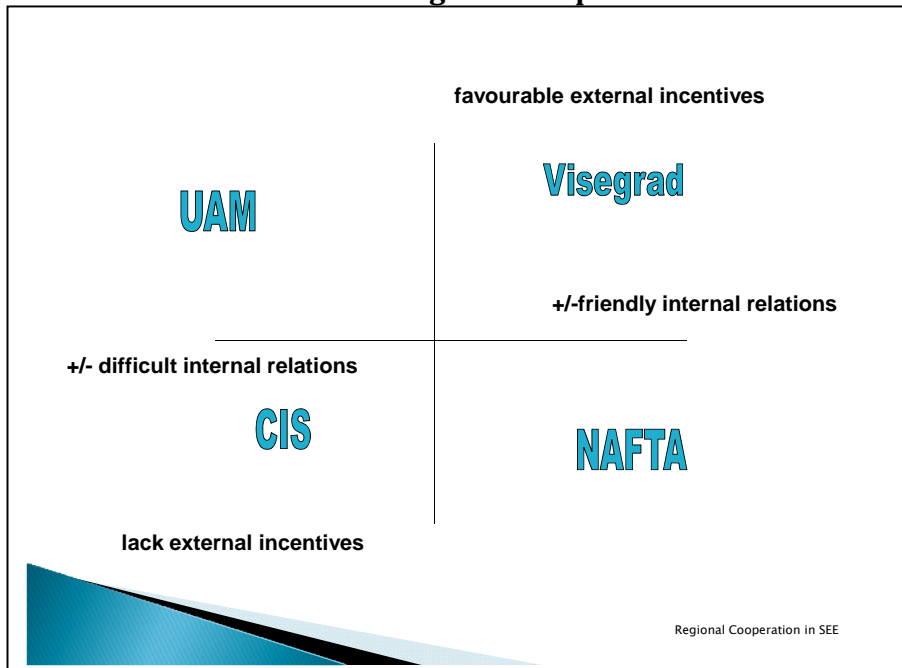 favourable external incentives
Visegrad
UAM
+/-friendly internal relations
+/- difficult internal relations
CIS
NAFTA
lack external incentives
Regional Cooperation in SEE